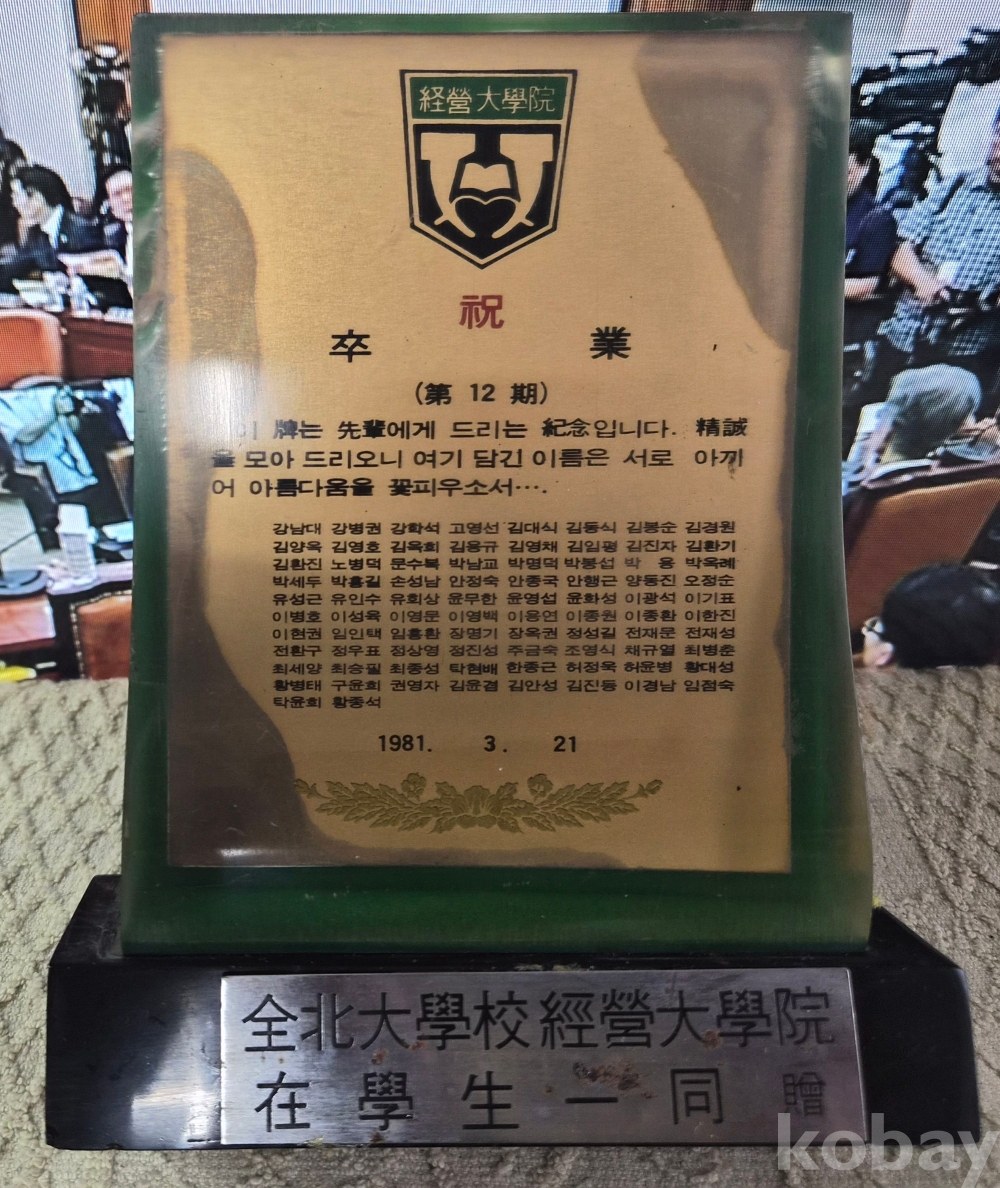 経營大學院
祝
卒 業
(第 12 期)
이 牌는 先輩에게 드리는 紀念입니다. 精誠
을 모아 드리오니 여기 담긴 이름은 서로 아끼
어 아름다움을 꽃피우소서….
강남대 강병권 강학석 고영선 김대식 김동식 김봉순 김경원
김양옥 김영호 김옥희 김용규 김영채 김임평 김진자 김환기
김환진 노병덕 문수복 박남교 박명덕 박봉섭 박 용 박옥례
박세두 박흥길 손성남 안정숙 안종국 안행근 양동진 오정순
유성근 유인수 유희상 윤무한 윤영섭 윤화성 이광석 이기표
이병호 이성육 이영문 이영백 이용연 이종원 이종환 이한진
이현권 임인택 임흥환 장명기 장옥권 정성길 전재문 전재성
전환구 정우표 정상영 정진성 주금숙 조영식 채규열 최병춘
최세양 최승필 최종성 탁현배 한종근 허정욱 허윤병 황대성
황병태 구윤희 권영자 김윤겸 김안성 김진등 이경남 임점숙
탁윤희 황종석
1981. 3. 21
全北大學校經營大學院
在學生一同 贈
kobay